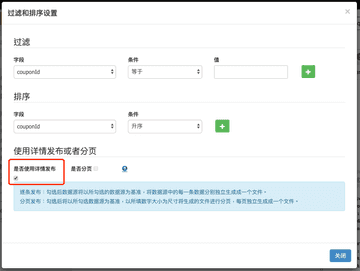 过滤和排序设置
×
过滤
字段 条件 值
couponId 等于
排序
字段 条件
couponId 升序
使用详情发布或者分页
是否使用详情发布 是否分页
链条发布：勾选后数据源将以所勾选的数据源为基准，将数据源中的每一条数据分别独立生成成一个文件。
分页发布：勾选后将以所勾选数据源为基准，以所填数字大小为尺寸将生成的文件进行分页，每页独立生成成一个文件。
关闭